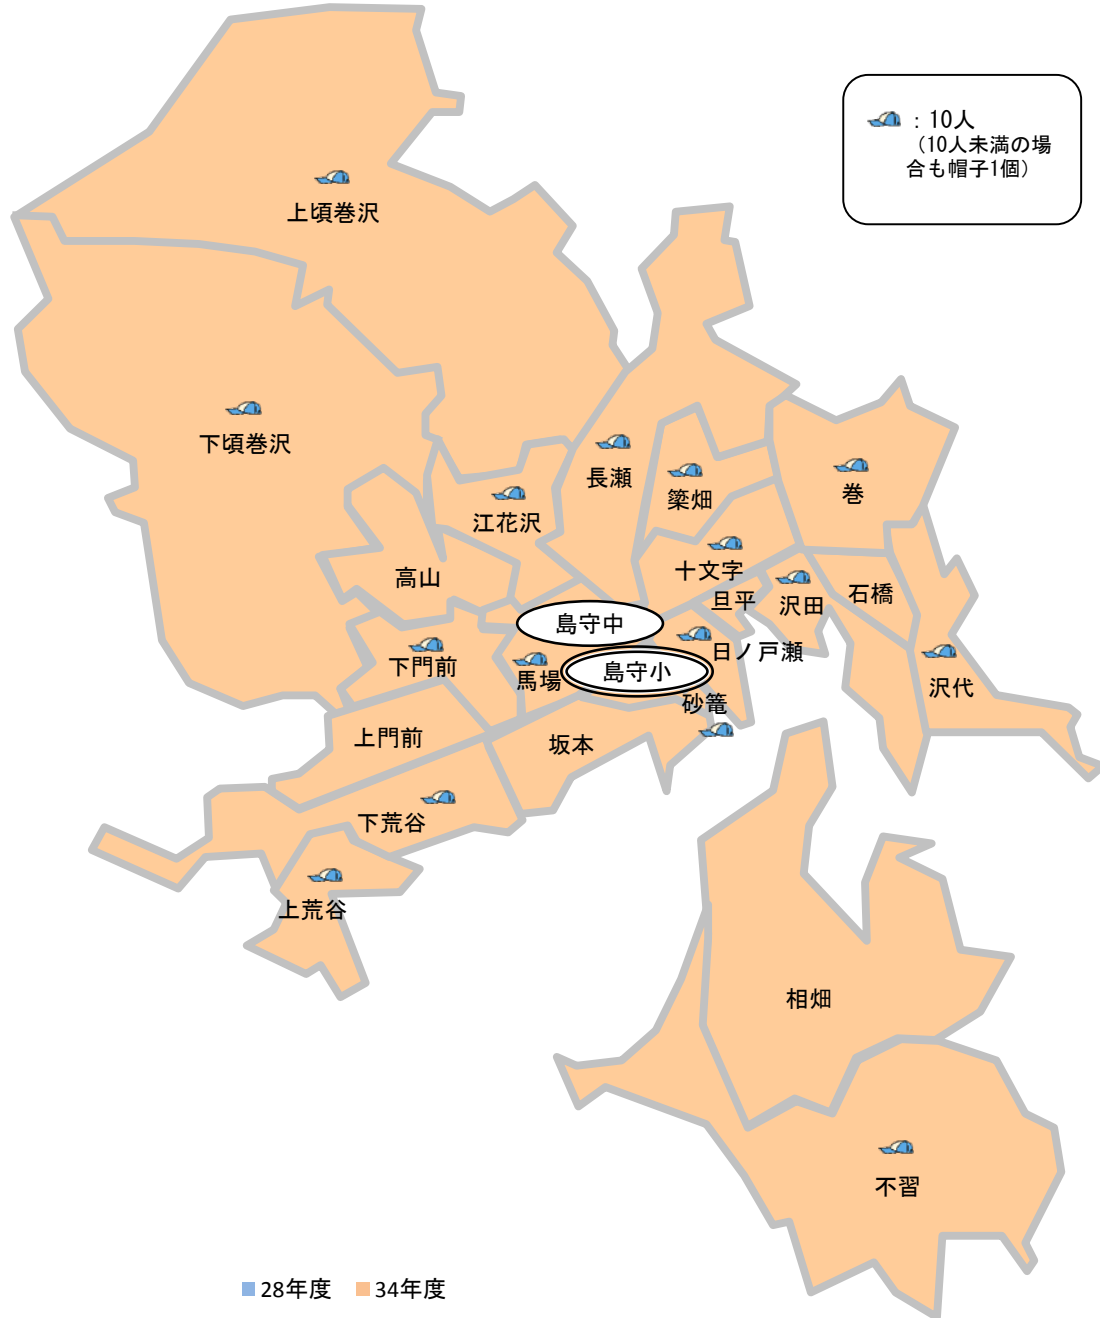 ：10人
（10人未満の場
合も帽子1個）
上頃巻沢
下頃巻沢
長瀬
簗畑
巻
江花沢
十文字
高山
旦平
沢田
石橋
島守中
日ノ戸瀬
下門前
馬場
島守小
沢代
砂篭
上門前
坂本
下荒谷
上荒谷
相畑
不習
28年度 34年度